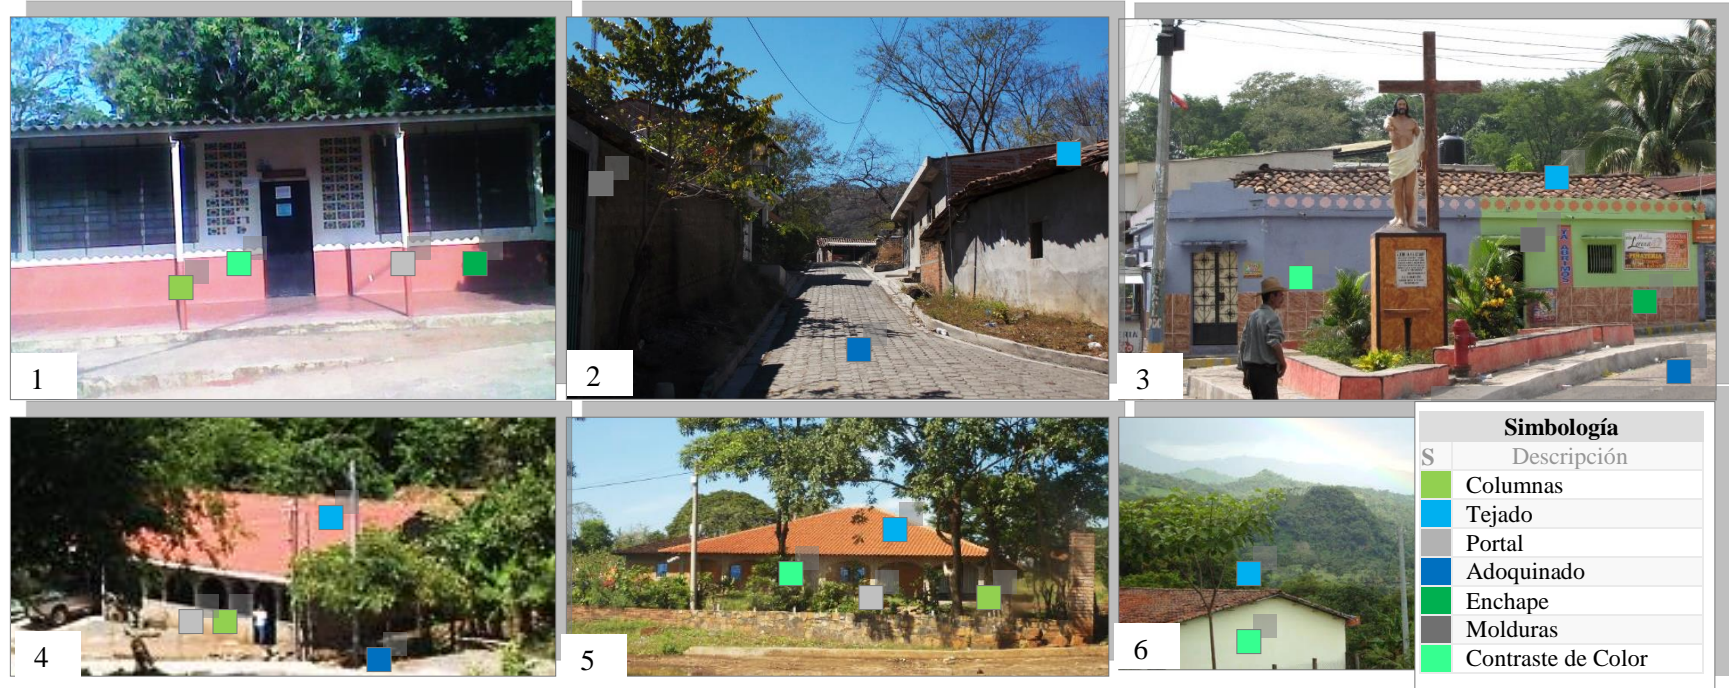 1
2
3
4
5
6
Simbología
S Descripción
Columnas
Tejado
Portal
Adoquinado
Enchape
Molduras
Contraste de Color